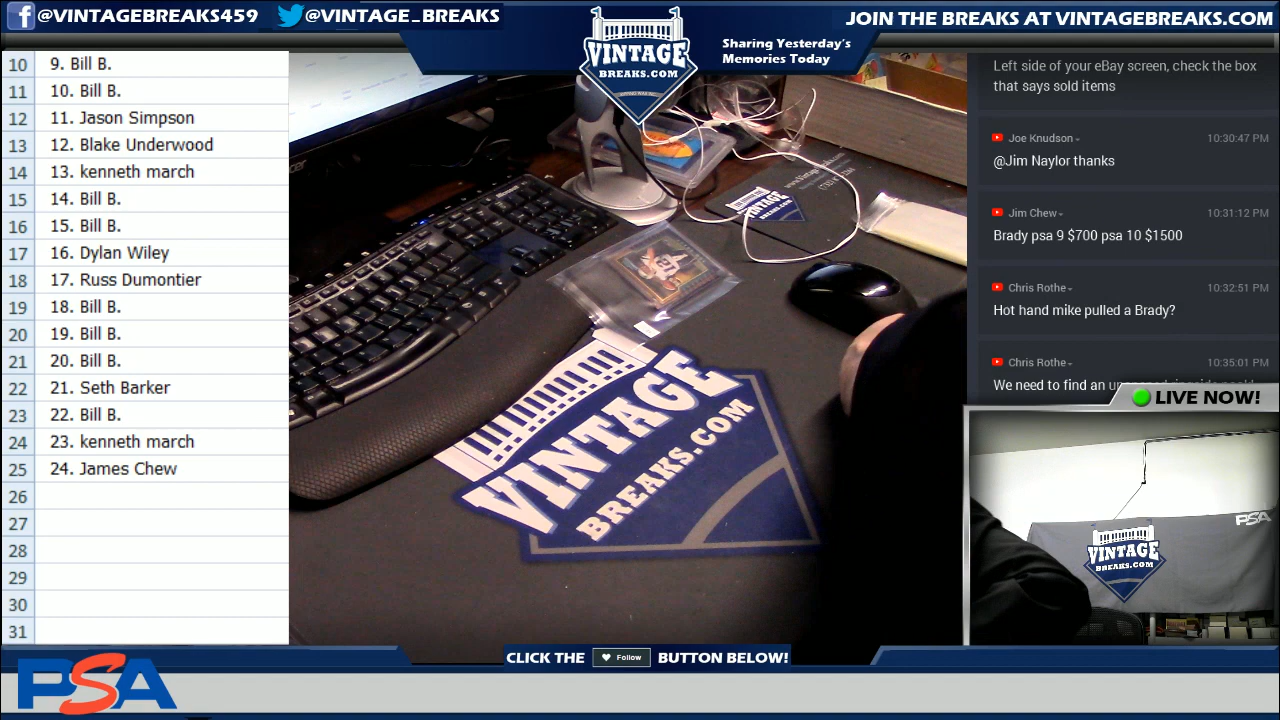 @VINTAGEBREAKS459
@VINTAGE_BREAKS
VINTAGE
BREAKS.COM
Sharing Yesterday's
Memories Today
JOIN THE BREAKS AT VINTAGEBREAKS.COM
10 9. Bill B.
11 10. Bill B.
12 11. Jason Simpson
13 12. Blake Underwood
14 13. kenneth march
15 14. Bill B.
16 15. Bill B.
17 16. Dylan Wiley
18 17. Russ Dumontier
19 18. Bill B.
20 19. Bill B.
21 20. Bill B.
22 21. Seth Barker
23 22. Bill B.
24 23. kenneth march
25 24. James Chew
26
27
28
29
30
31
VINTAGE
BREAKS.COM
VINTAGE
BREAKS.COM
Left side of your eBay screen, check the box
that says sold items
Joe Knudson 10:30:47 PM
@Jim Naylor thanks
Jim Chew 10:31:12 PM
Brady psa 9 $700 psa 10 $1500
Chris Rothe 10:32:51 PM
Hot hand mike pulled a Brady?
Chris Rothe 10:35:01 PM
We need to find an
LIVE NOW!
PSA
VINTAGE
BREAKS.COM
CLICK THE Follow BUTTON BELOW!
PSA